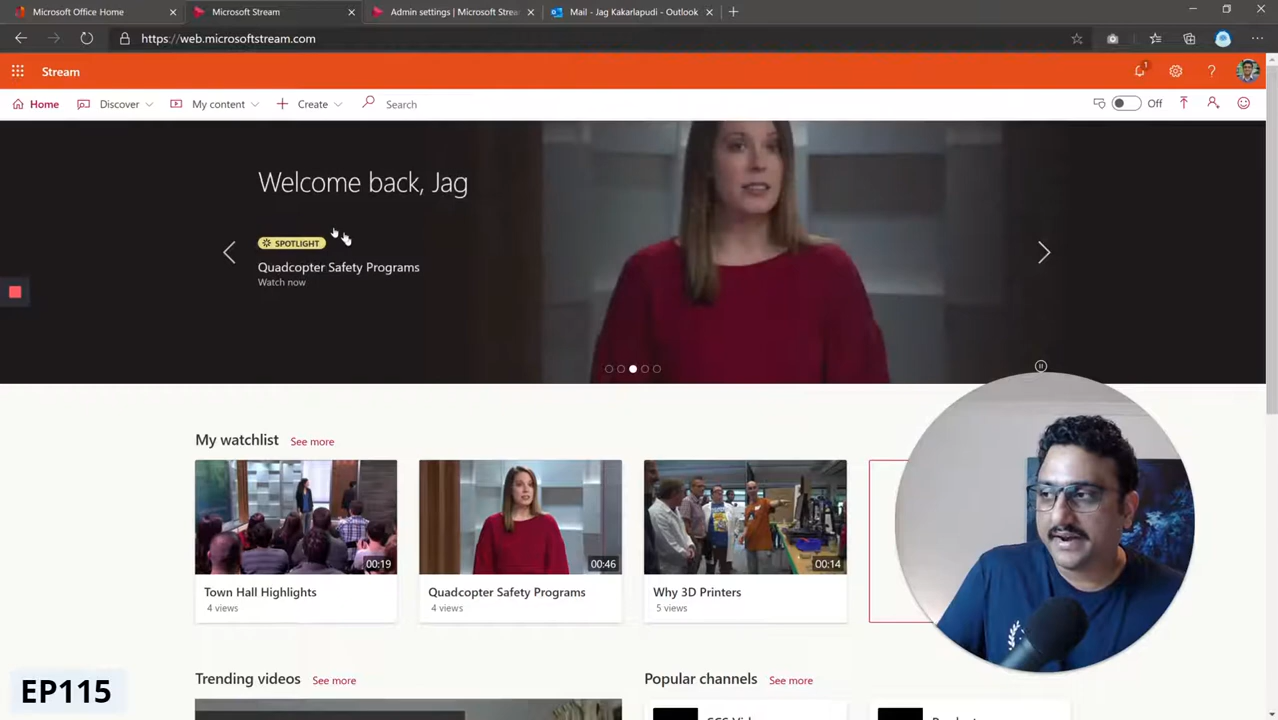 Microsoft Office Home
Microsoft Stream
Admin settings | Microsoft Strea
Mail - Jag Kakarlapudi - Outlook
https://web.microsoftstream.com
Stream
1
Home
Discover
My content
Create
Search
Off
Welcome back, Jag
SPOTLIGHT
Quadcopter Safety Programs
Watch now
My watchlist See more
00:19
00:46
00:14
Town Hall Highlights
4 views
Quadcopter Safety Programs
4 views
Why 3D Printers
5 views
Trending videos See more
Popular channels See more
EP115